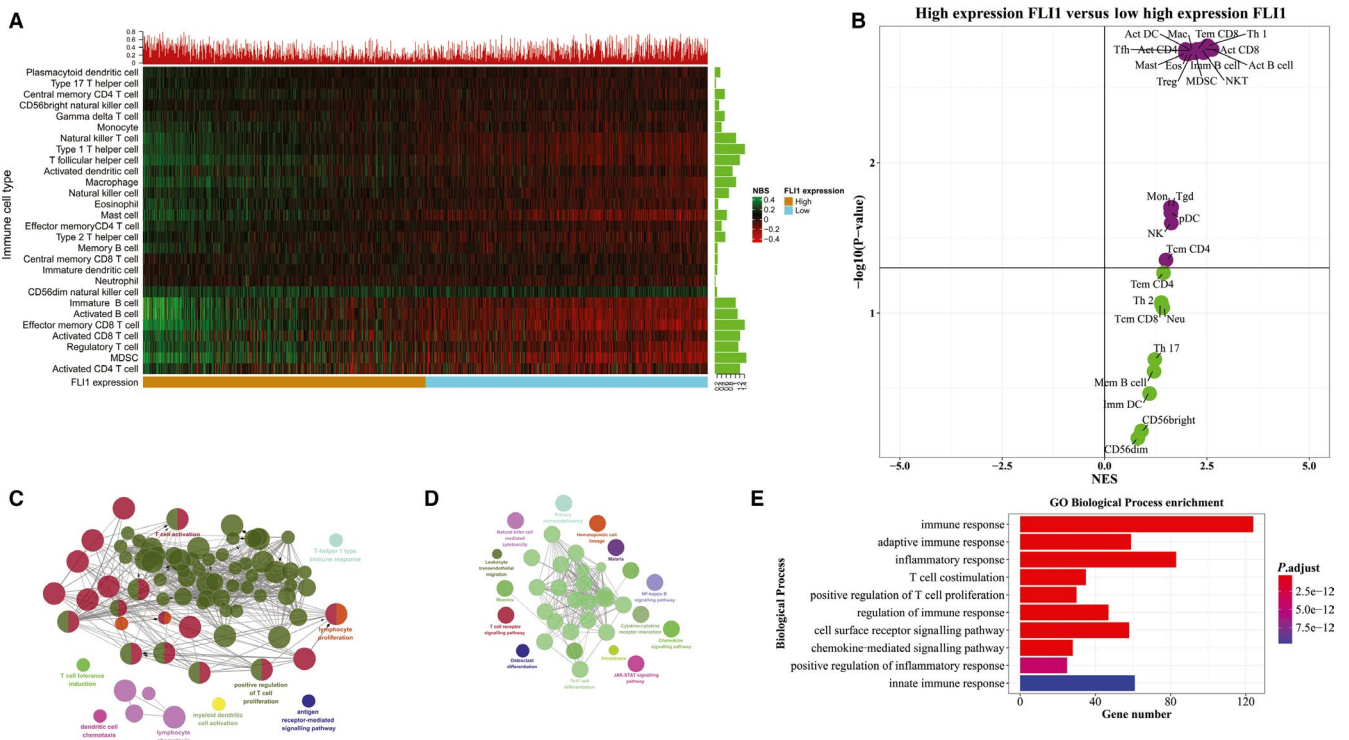 A
0.8
0.6
0.4
0.2
0
Immune cell type
Plasmacytoid dendritic cell
Type 17 T helper cell
Central memory CD4 T cell
CD56bright natural killer cell
Gamma delta T cell
Monocyte
Natural killer T cell
Type 1 T helper cell
T follicular helper cell
Activated dendritic cell
Macrophage
Natural killer cell
Eosinophil
Mast cell
Effector memoryCD4 T cell
Type 2 T helper cell
Memory B cell
Central memory CD8 T cell
Immature dendritic cell
Neutrophil
CD56dim natural killer cell
Immature B cell
Activated B cell
Effector memory CD8 T cell
Activated CD8 T cell
Regulatory T cell
MDSC
Activated CD4 T cell
FLI1 expression
NBS
0.4
0.2
0
−0.2
−0.4
FLI1 expression
High
Low
B
High expression FLI1 versus low high expression FLI1
Act DC Mac Tem CD8 Th 1
Tfh Act CD4 Act CD8
Mast Eos Imm B cell Act B cell
Treg MDSC NKT
2
Mon Tgd
pDC
NK
Tcm CD4
−log10(P−value)
Tem CD4
Th 2
Tcm CD8 Neu
1
Th 17
Mem B cell
Imm DC
CD56bright
CD56dim
−5.0 −2.5 0.0 2.5 5.0
NES
C
T cell activation
T-helper 1 type
immune response
lymphocyte
proliferation
T cell tolerance
induction
positive regulation
of T cell
proliferation
myeloid dendritic
cell activation
antigen
receptor-mediated
signalling pathway
dendritic cell
chemotaxis
lymphocyte
D
Primary
immunodeficiency
Natural killer cell
mediated
cytotoxicity
Hematopoietic cell
lineage
Malaria
Leukocyte
transendothelial
migration
NF-kappa B
signalling pathway
Measles
T cell receptor
signalling pathway
Cytokine-cytokine
receptor interaction
Chemokine
signalling pathway
Osteoclast
differentiation
Amoebiasis
JAK-STAT signalling
pathway
Th17 cell
differentiation
E
GO Biological Process enrichment
Biological Process
immune response
adaptive immune response
inflammatory response
T cell costimulation
positive regulation of T cell proliferation
regulation of immune response
cell surface receptor signalling pathway
chemokine-mediated signalling pathway
positive regulation of inflammatory response
innate immune response
0 40 80 120
Gene number
P.adjust
2.5e−12
5.0e−12
7.5e−12